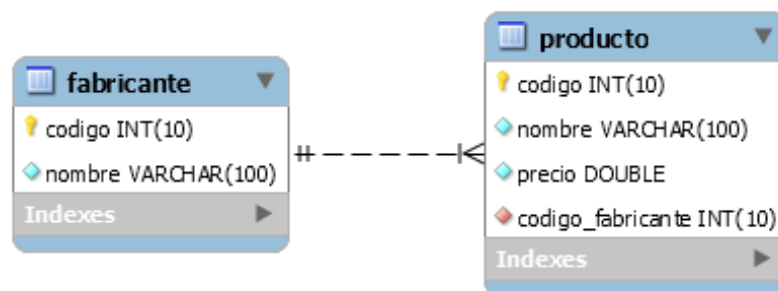 fabricante
codigo INT(10)
nombre VARCHAR(100)
Indexes
producto
codigo INT(10)
nombre VARCHAR(100)
precio DOUBLE
codigo_fabricante INT(10)
Indexes